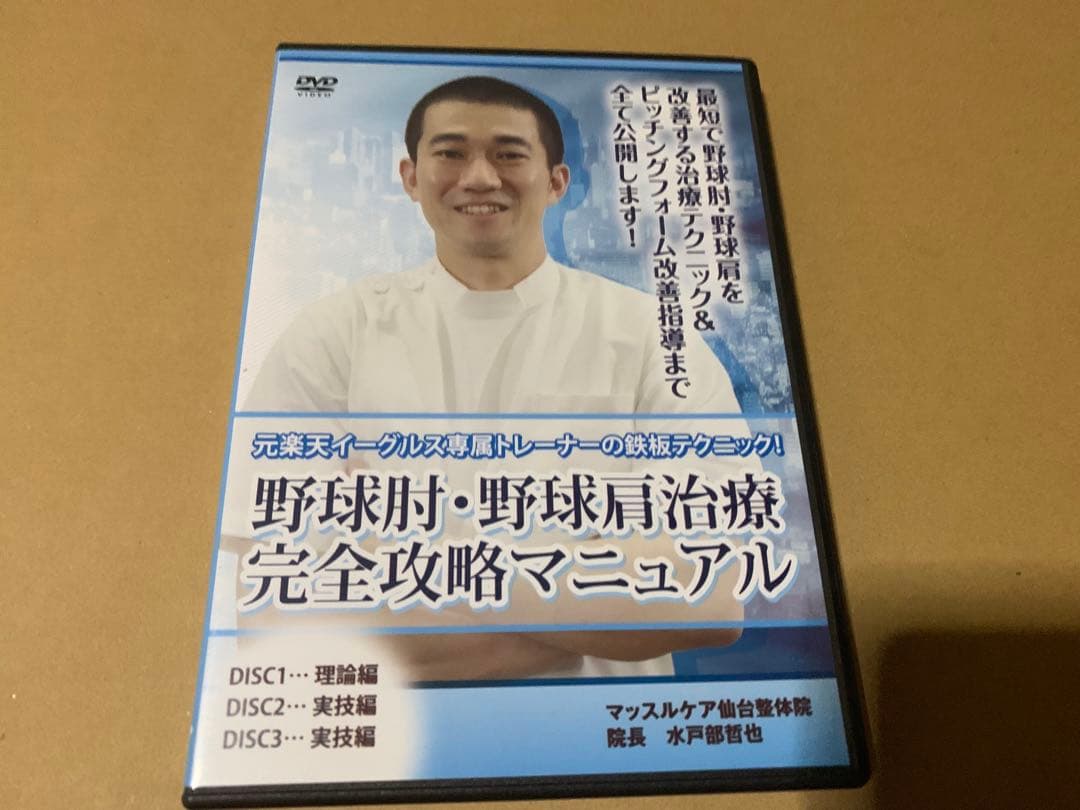 DVD
VIDEO
最短で野球肘・野球肩を
改善する治療テクニック&
ピッチングフォーム改善指導まで
全て公開します!
元楽天イーグルス専属トレーナーの鉄板テクニック!
野球肘・野球肩治療
完全攻略マニュアル
DISC1… 理論編
DISC2… 実技編
DISC3… 実技編
マッスルケア仙台整体院
院長 水戸部哲也